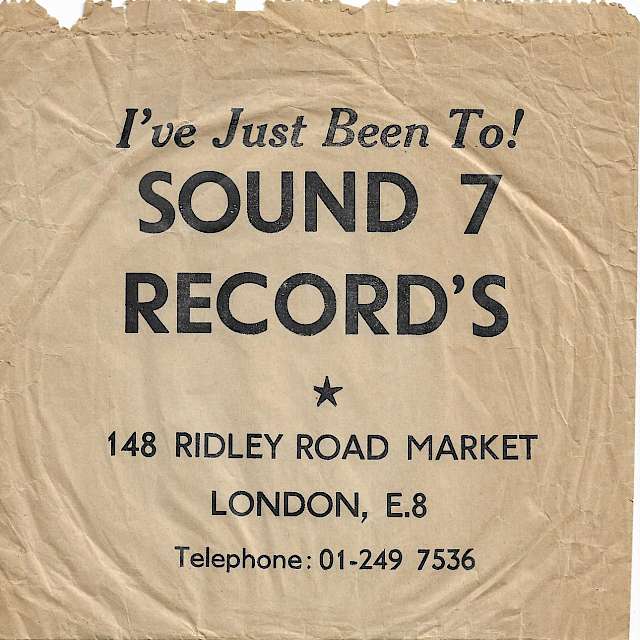 I've Just Been To!
SOUND 7
RECORD'S
148 RIDLEY ROAD MARKET
LONDON, E.8
Telephone: 01-249 7536